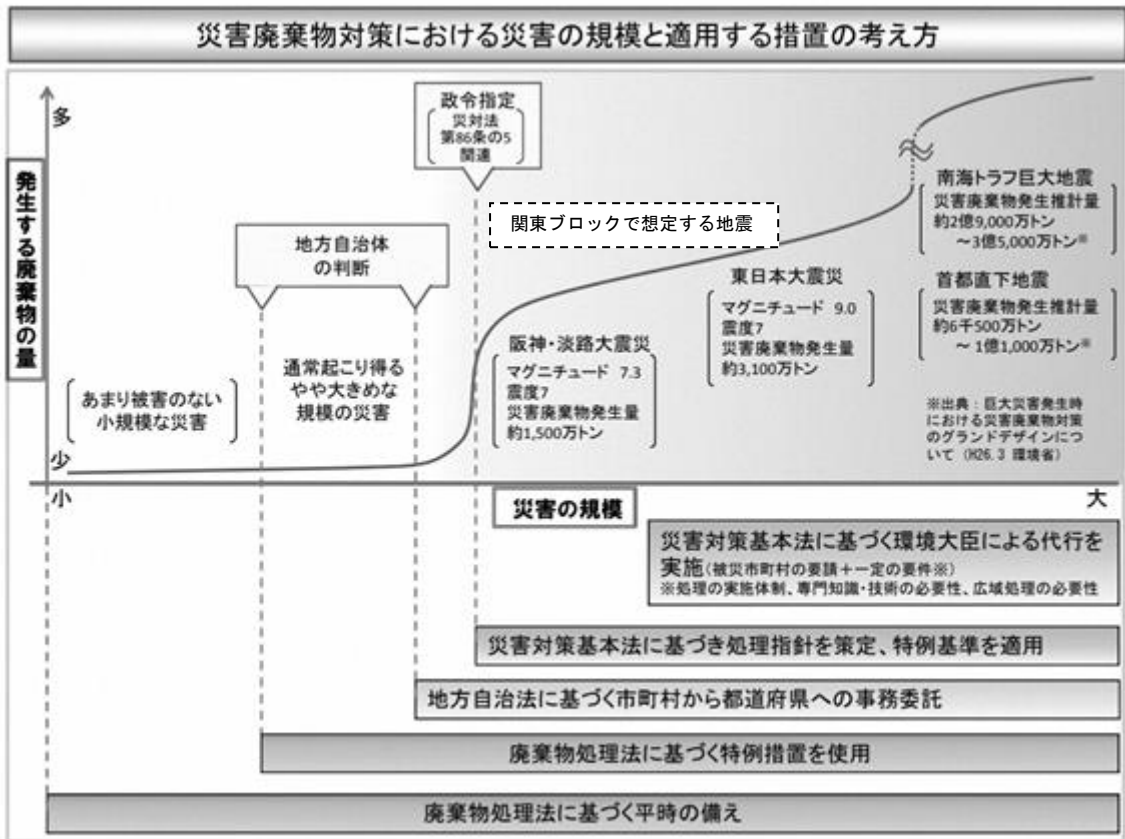 災害廃棄物対策における災害の規模と適用する措置の考え方
多
発生する廃棄物の量
少
小
大
災害の規模
政令指定
災対法
第86条の5
関連
地方自治体
の判断
関東ブロックで想定する地震
あまり被害のない
小規模な災害
通常起こり得る
やや大きめな
規模の災害
阪神・淡路大震災
マグニチュード 7.3
震度7
災害廃棄物発生量
約1,500万トン
東日本大震災
マグニチュード 9.0
震度7
災害廃棄物発生量
約3,100万トン
南海トラフ巨大地震
災害廃棄物発生推計量
約2億9,000万トン
～3億5,000万トン※
首都直下地震
災害廃棄物発生推計量
約6千500万トン
～ 1億1,000万トン※
※出典：巨大災害発生時
における災害廃棄物対策
のグランドデザインにつ
いて（H26.3 環境省）
災害対策基本法に基づく環境大臣による代行を
実施(被災市町村の要請＋一定の要件※)
※処理の実施体制、専門知識・技術の必要性、広域処理の必要性
災害対策基本法に基づき処理指針を策定、特例基準を適用
地方自治法に基づく市町村から都道府県への事務委託
廃棄物処理法に基づく特例措置を使用
廃棄物処理法に基づく平時の備え